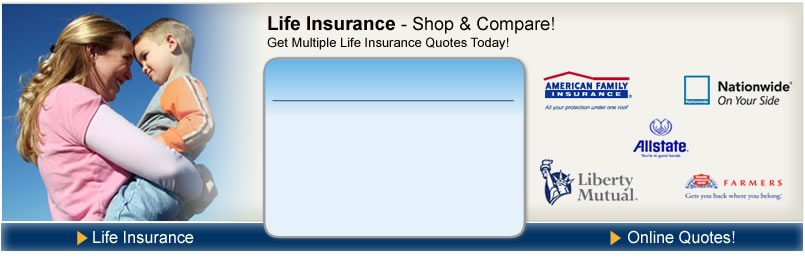 Life Insurance - Shop & Compare!
Get Multiple Life Insurance Quotes Today!
AMERICAN FAMILY
INSURANCE ®
All your protection under one roof
Nationwide®
On Your Side
Allstate.
You're in good hands.
Liberty
Mutual.
FARMERS
Gets you back where you belong.
Life Insurance
Online Quotes!